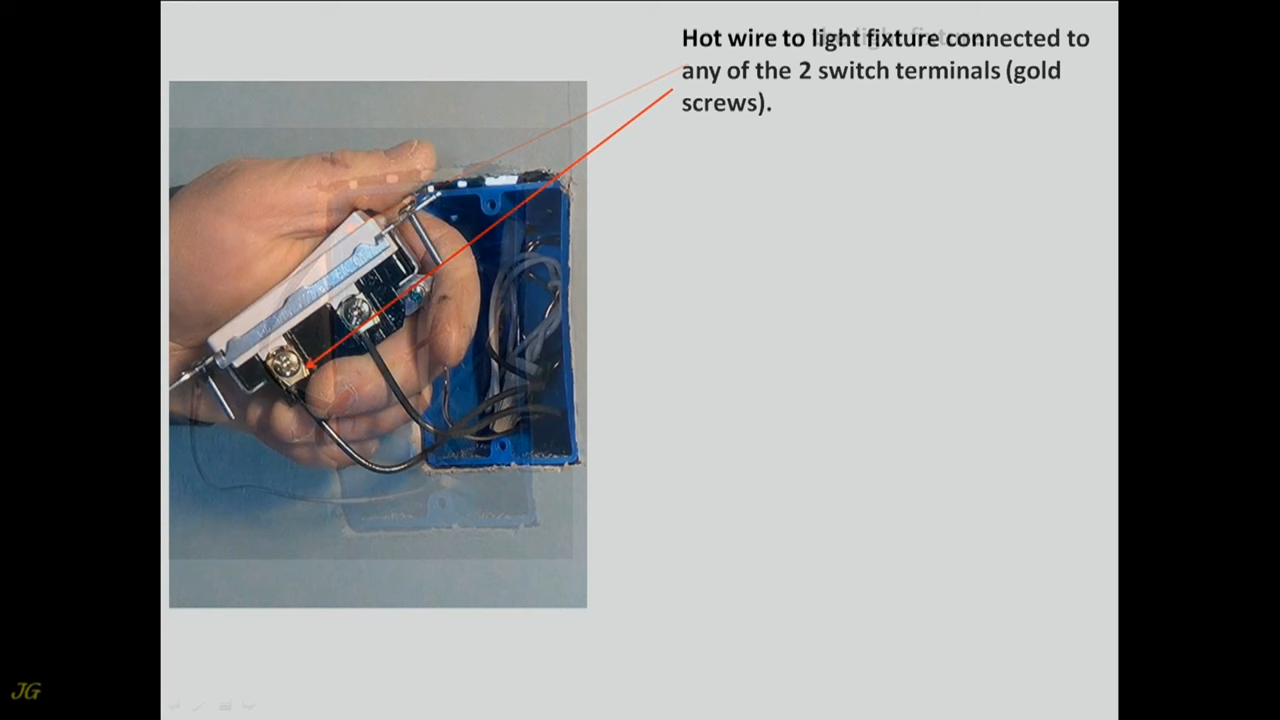 Hot wire to light fixture connected to
any of the 2 switch terminals (gold
screws).
JG